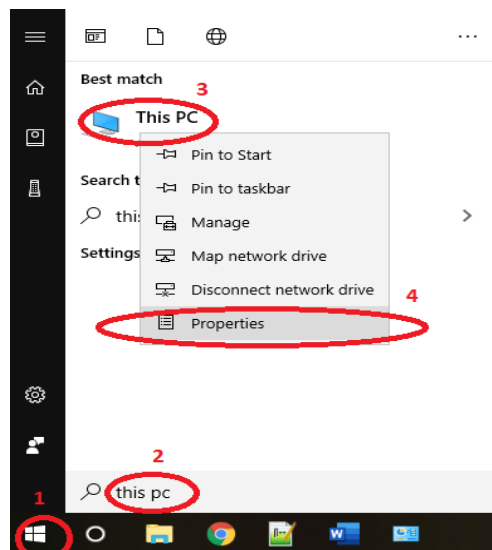 Best match
3
This PC
Pin to Start
Search t
Pin to taskbar
this
Manage
Settings
Map network drive
Disconnect network drive
4
Properties
2
this pc
1